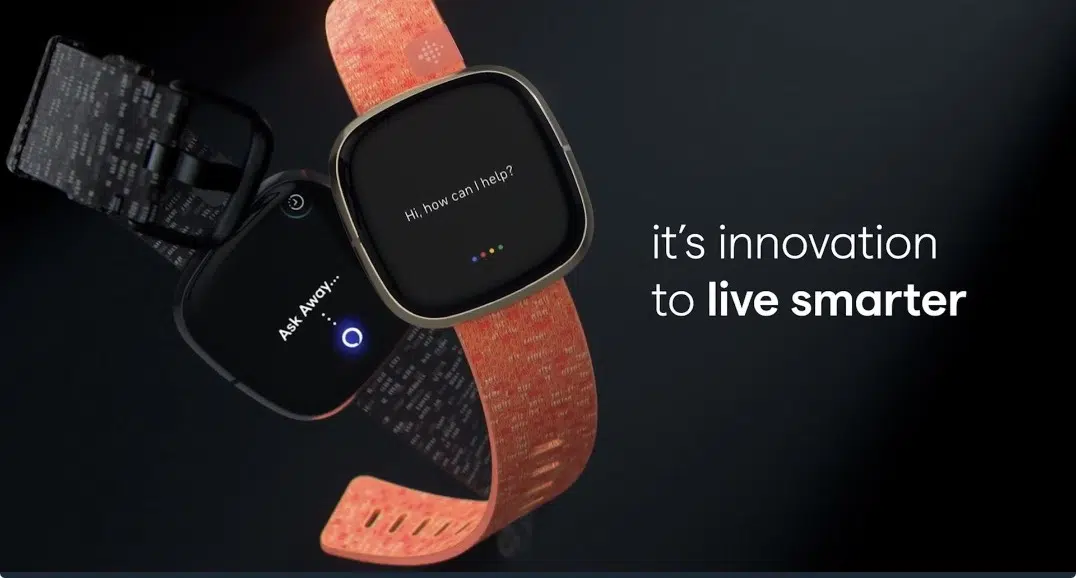 Hi, how can I help?
Ask Away...
it's innovation
to live smarter